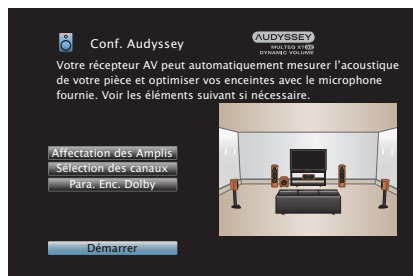 Conf. Audyssey
AUDYSSEY
MULTEQ XT32
DYNAMIC VOLUME
Votre récepteur AV peut automatiquement mesurer l'acoustique
de votre pièce et optimiser vos enceintes avec le microphone
fournie. Voir les éléments suivant si nécessaire.
Affectation des Amplis
Sélection des canaux
Para. Enc. Dolby
Démarrer